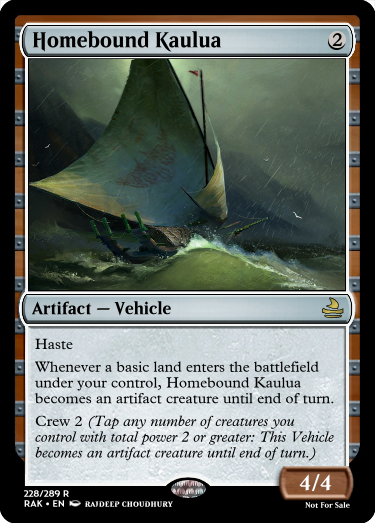 Homebound Kaulua 2
Artifact — Vehicle
Haste
Whenever a basic land enters the battlefield
under your control, Homebound Kaulua
becomes an artifact creature until end of turn.
Crew 2 (Tap any number of creatures you
control with total power 2 or greater: This Vehicle
becomes an artifact creature until end of turn.)
4/4
228/289 R
RAK • EN RAJDEEP CHOUDHURY
Not For Sale